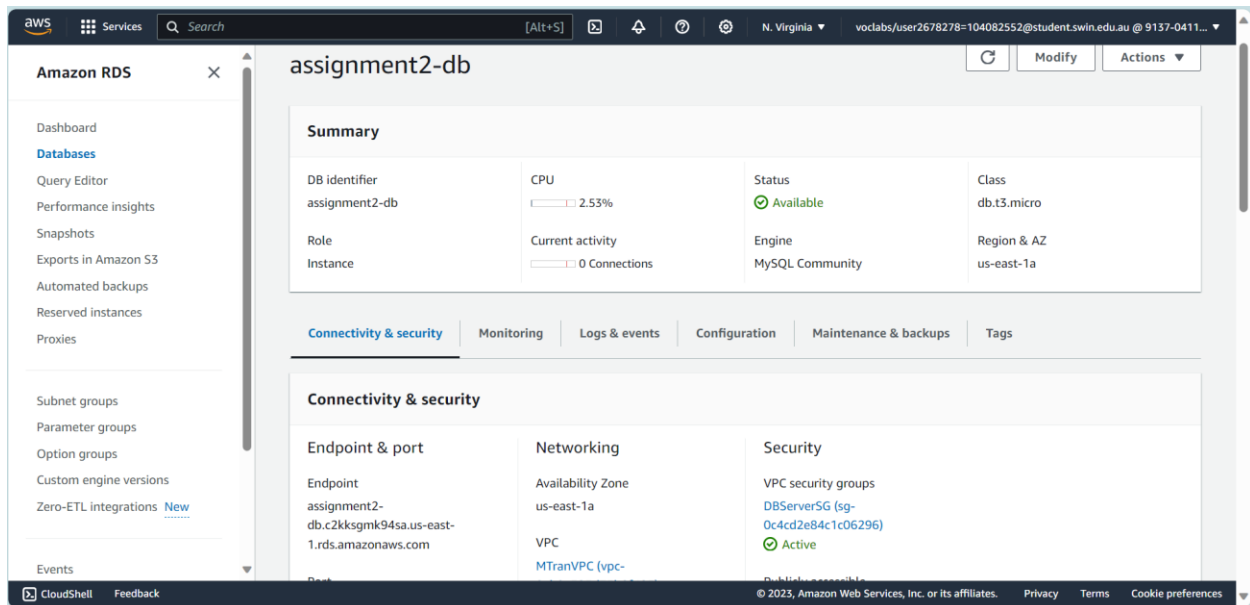 aws Services Search [Alt+S] N. Virginia ▼ voclabs/user2678278=104082552@student.swin.edu.au @ 9137-0411... ▼
Amazon RDS
Dashboard
Databases
Query Editor
Performance insights
Snapshots
Exports in Amazon S3
Automated backups
Reserved instances
Proxies
Subnet groups
Parameter groups
Option groups
Custom engine versions
Zero-ETL integrations New
Events
assignment2-db
Modify Actions ▼
Summary
DB identifier CPU Status Class
assignment2-db 2.53% Available db.t3.micro
Role Current activity Engine Region & AZ
Instance 0 Connections MySQL Community us-east-1a
Connectivity & security Monitoring Logs & events Configuration Maintenance & backups Tags
Connectivity & security
Endpoint & port
Endpoint
assignment2-
db.c2kksgmk94sa.us-east-
1.rds.amazonaws.com
Networking
Availability Zone
us-east-1a
VPC
MTranVPC (vpc-
Security
VPC security groups
DBServerSG (sg-
0c4cd2e84c1c06296)
Active
CloudShell Feedback © 2023, Amazon Web Services, Inc. or its affiliates. Privacy Terms Cookie preferences